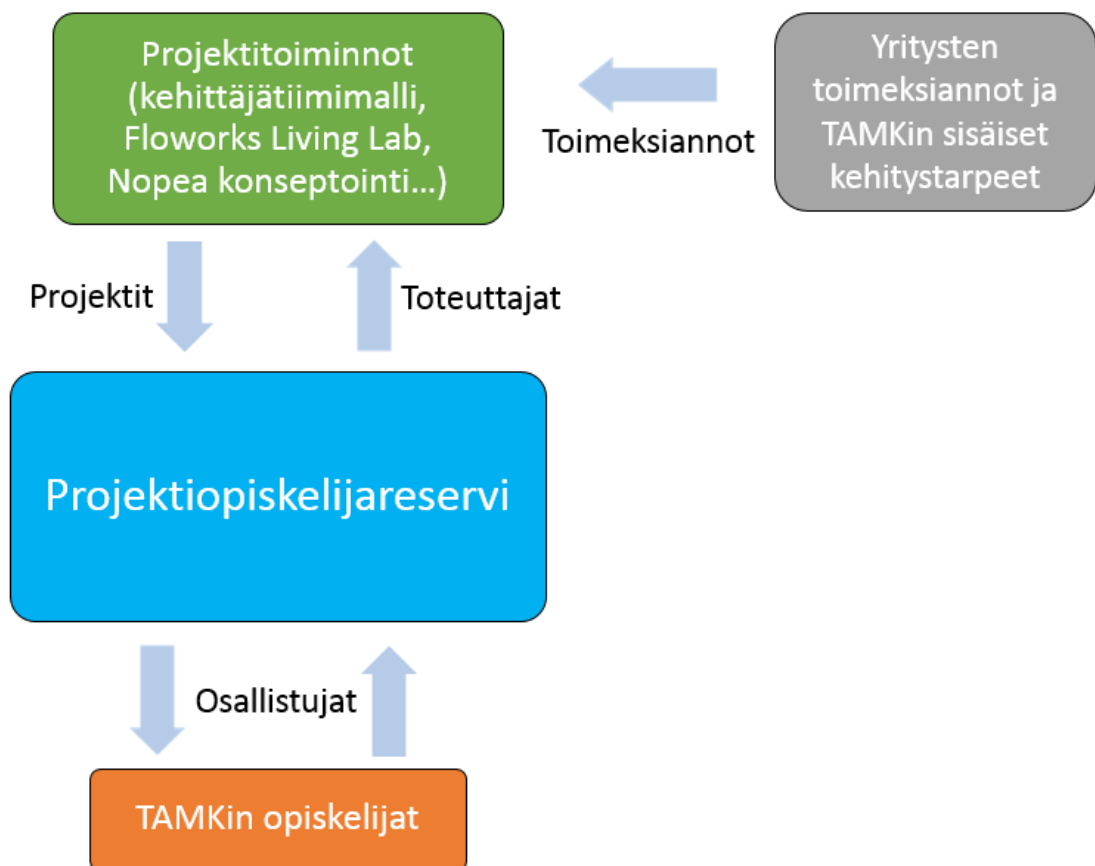 Projektitoiminnot
(kehittäjätiimimalli,
Floworks Living Lab,
Nopea konseptointi…)
Toimeksiannot
Yritysten
toimeksiannot ja
TAMKin sisäiset
kehitystarpeet
Projektit
Toteuttajat
Projektiopiskelijareservi
Osallistujat
TAMKin opiskelijat